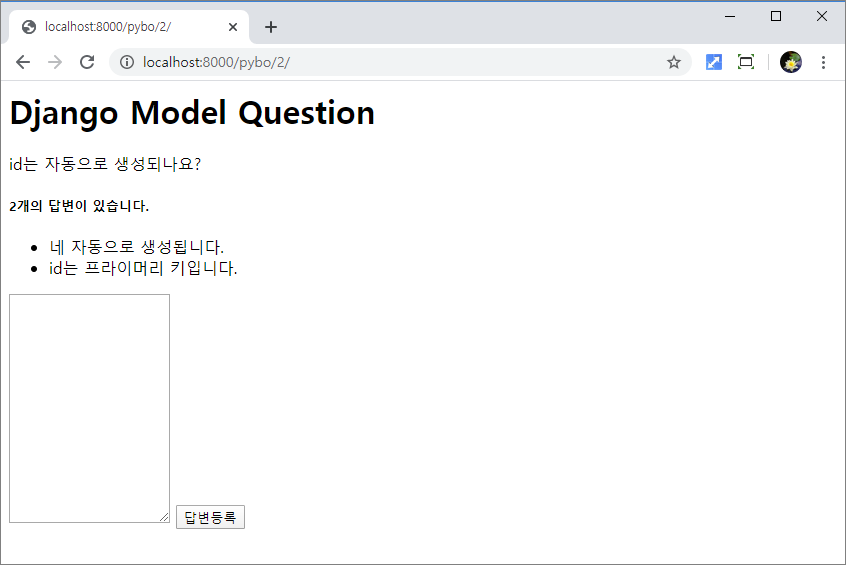 localhost:8000/pybo/2/
localhost:8000/pybo/2/
Django Model Question
id는 자동으로 생성되나요?
2개의 답변이 있습니다.
네 자동으로 생성됩니다.
id는 프라이머리 키입니다.
답변등록